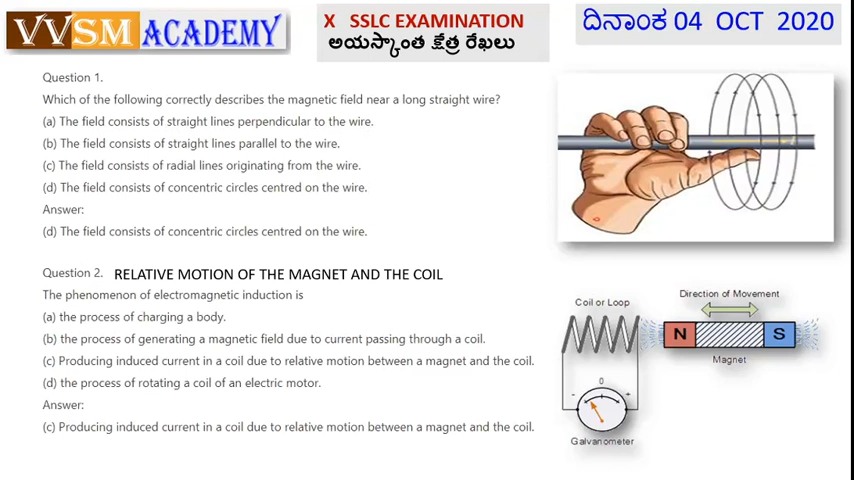 VVSM ACADEMY
X SSLC EXAMINATION
ಅಯಸ್ಕಾಂತ ಕ್ಷೇತ್ರ ರೇಖಲು
ದಿನಾಂಕ 04 OCT 2020
Question 1.
Which of the following correctly describes the magnetic field near a long straight wire?
(a) The field consists of straight lines perpendicular to the wire.
(b) The field consists of straight lines parallel to the wire.
(c) The field consists of radial lines originating from the wire.
(d) The field consists of concentric circles centred on the wire.
Answer:
(d) The field consists of concentric circles centred on the wire.
Question 2. RELATIVE MOTION OF THE MAGNET AND THE COIL
The phenomenon of electromagnetic induction is
(a) the process of charging a body.
(b) the process of generating a magnetic field due to current passing through a coil.
(c) Producing induced current in a coil due to relative motion between a magnet and the coil.
(d) the process of rotating a coil of an electric motor.
Answer:
(c) Producing induced current in a coil due to relative motion between a magnet and the coil.
I
Direction of Movement
Coil or Loop
N S
Magnet
- 0 +
Galvanometer